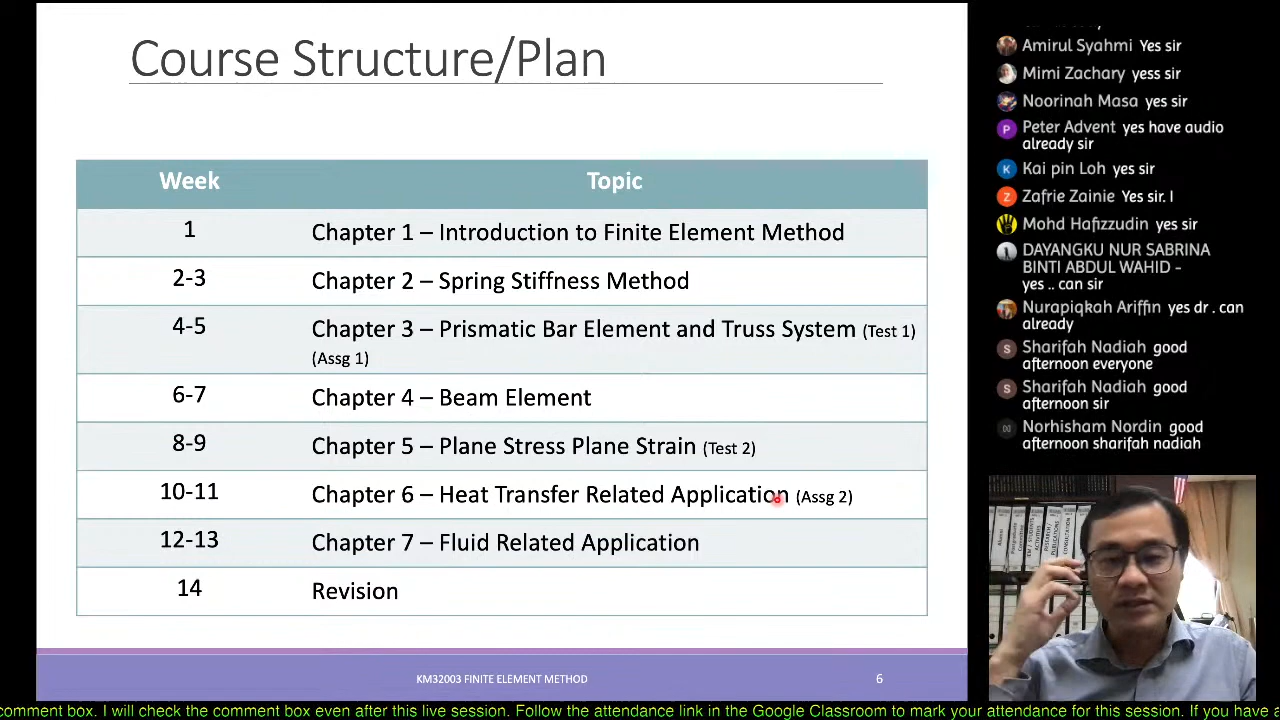 Course Structure/Plan
Week Topic
1 Chapter 1 – Introduction to Finite Element Method
2-3 Chapter 2 – Spring Stiffness Method
4-5 Chapter 3 – Prismatic Bar Element and Truss System (Test 1)
(Assg 1)
6-7 Chapter 4 – Beam Element
8-9 Chapter 5 – Plane Stress Plane Strain (Test 2)
10-11 Chapter 6 – Heat Transfer Related Application (Assg 2)
12-13 Chapter 7 – Fluid Related Application
14 Revision
KM32003 FINITE ELEMENT METHOD 6
Amirul Syahmi Yes sir
Mimi Zachary yess sir
Noorinah Masa yes sir
P Peter Advent yes have audio
already sir
K Kai pin Loh yes sir
Z Zafrie Zainie Yes sir. I
Mohd Hafizzudin yes sir
DAYANGKU NUR SABRINA
BINTI ABDUL WAHID -
yes .. can sir
Nurapiqkah Ariffin yes dr . can
already
S Sharifah Nadiah good
afternoon everyone
S Sharifah Nadiah good
afternoon sir
Norhisham Nordin good
afternoon sharifah nadiah
STUDENTS
ACTIVITIES
RESEARCH /
PUBLICATIONS
CONSULTATION
comment box. I will check the comment box even after this live session. Follow the attendance link in the Google Classroom to mark your attendance for this session. If you have